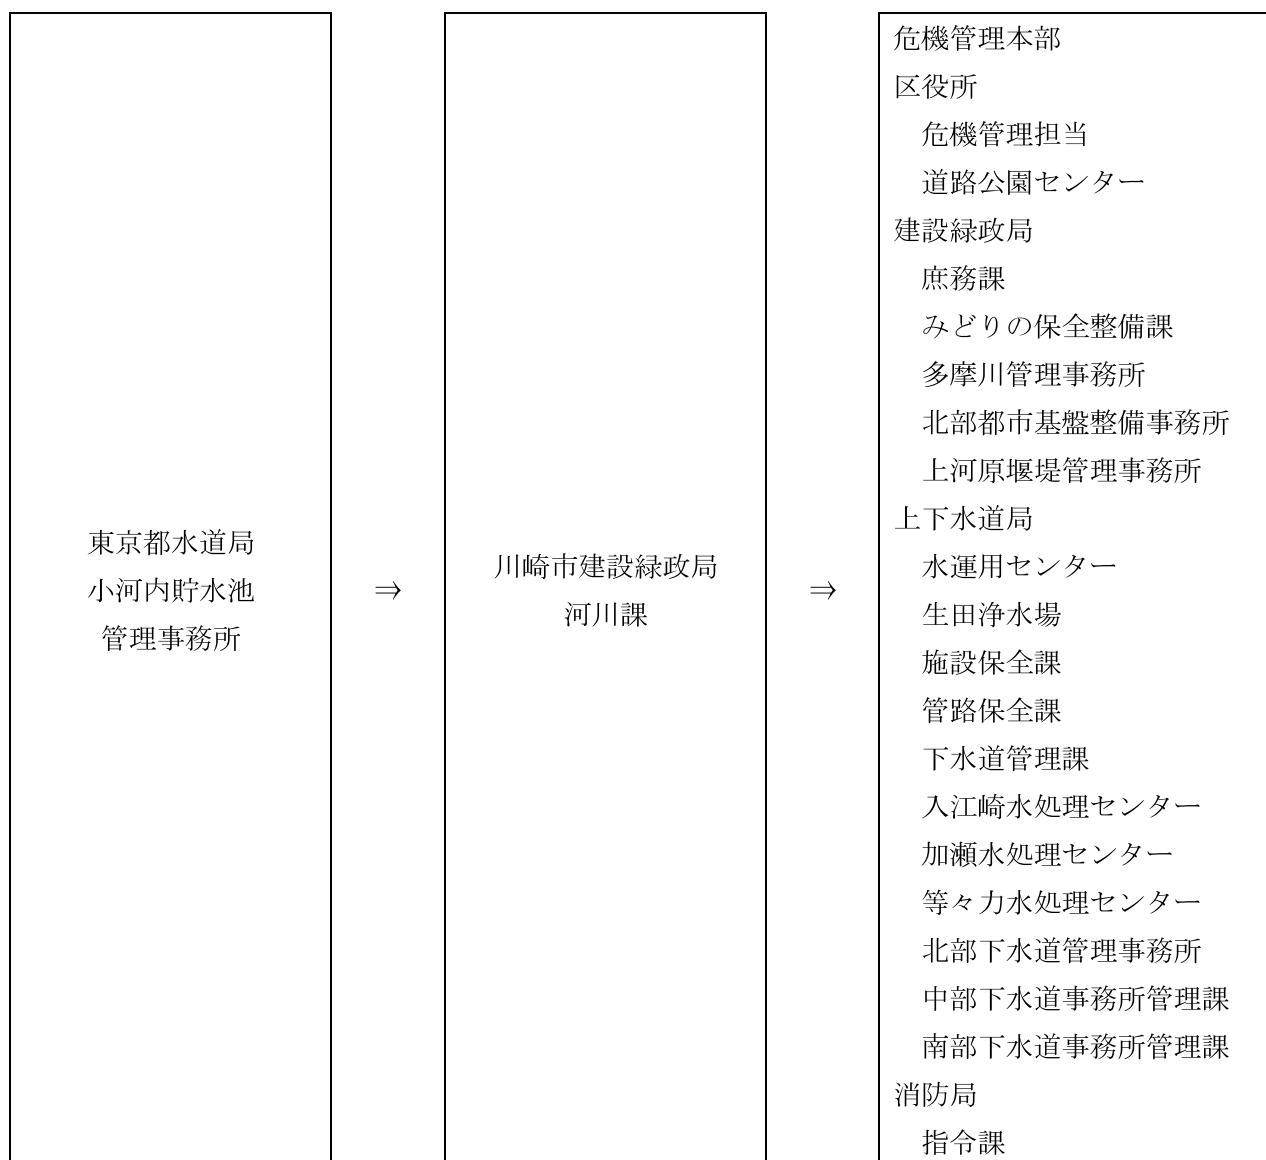 東京都水道局
小河内貯水池
管理事務所
⇒
川崎市建設緑政局
河川課
⇒
危機管理本部
区役所
危機管理担当
道路公園センター
建設緑政局
庶務課
みどりの保全整備課
多摩川管理事務所
北部都市基盤整備事務所
上河原堰堤管理事務所
上下水道局
水運用センター
生田浄水場
施設保全課
管路保全課
下水道管理課
入江崎水処理センター
加瀬水処理センター
等々力水処理センター
北部下水道管理事務所
中部下水道事務所管理課
南部下水道事務所管理課
消防局
指令課